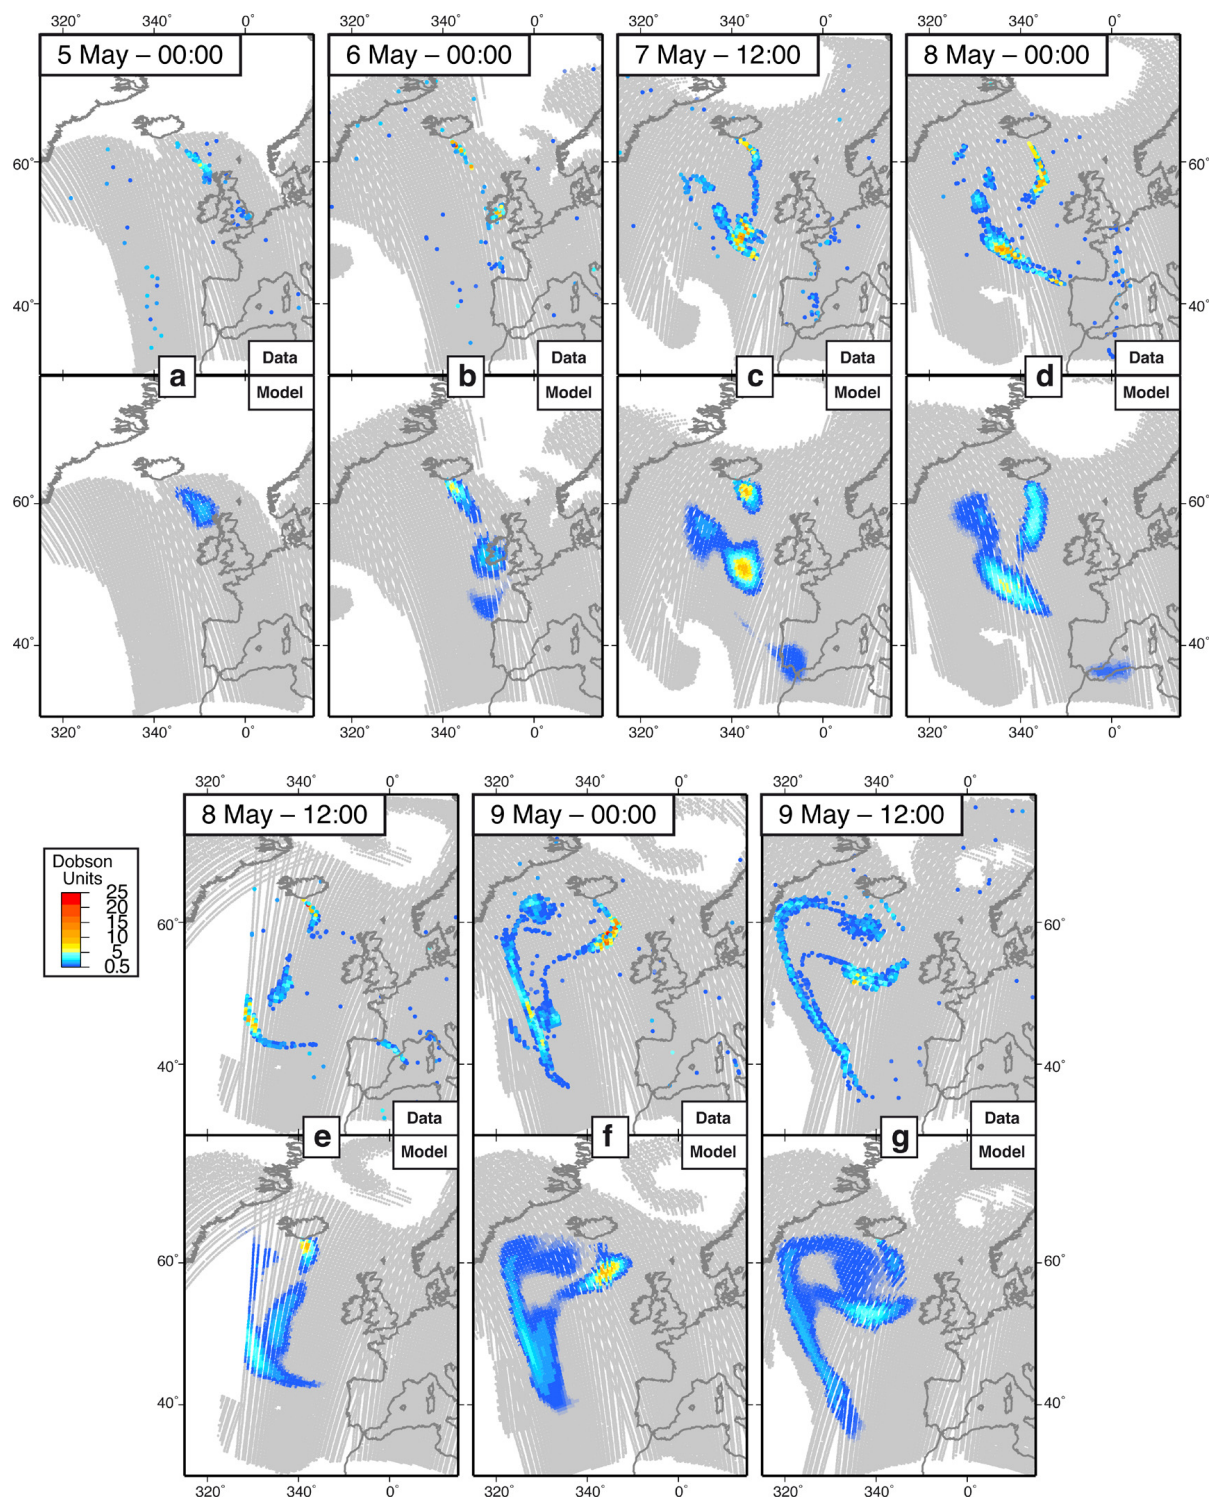 320° 340° 0° 320° 340° 0° 320° 340° 0° 320° 340° 0°
5 May – 00:00 6 May – 00:00 7 May – 12:00 8 May – 00:00
60° 60°
40° 40°
Data Data Data Data
a b c d
Model Model Model Model
60° 60°
40° 40°
320° 340° 0° 320° 340° 0° 320° 340° 0° 320° 340° 0°
320° 340° 0° 320° 340° 0° 320° 340° 0°
8 May – 12:00 9 May – 00:00 9 May – 12:00
Dobson
Units
25
20
15
10
5
0.5
60° 60°
40° 40°
Data Data Data
e f g
Model Model Model
60° 60°
40° 40°
320° 340° 0° 320° 340° 0° 320° 340° 0°